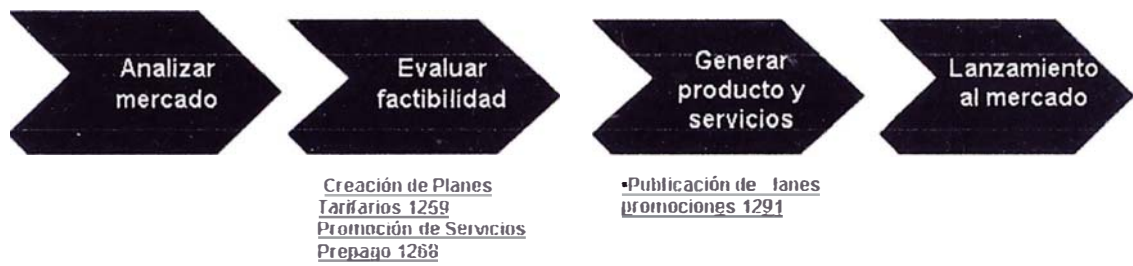 Analizar
mercado
Evaluar
factibilidad
Generar
producto y
servicios
Lanzamiento
al mercado
Creación de Planes
Tarifarios 1259
Promoción de Servicios
Prepago 1268
▪Publicación de lanes
promociones 1291